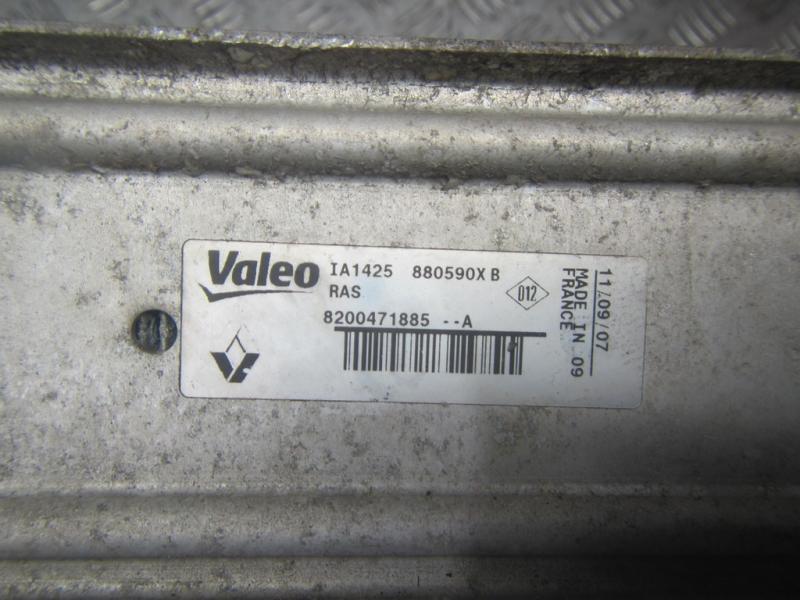 Valeo
IA1425 880590X B
RAS
012
8200471885 --A
11/09/07
MADE IN 09
FRANCE